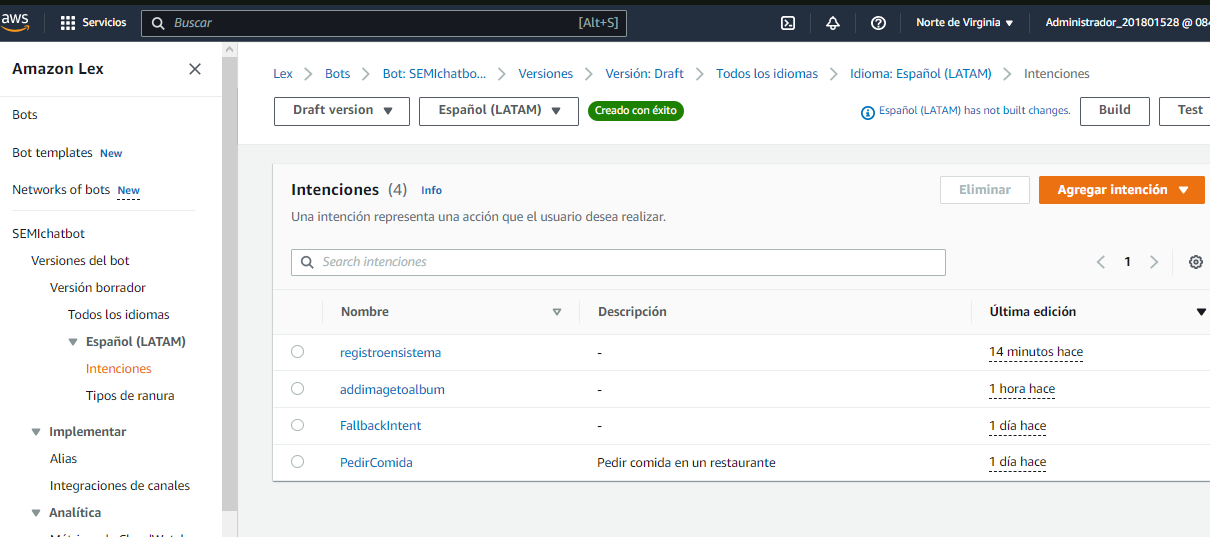 aws
Servicios
Buscar
[Alt+S]
Norte de Virginia
Administrador_201801528 @ 084
Amazon Lex
Bots
Bot templates New
Networks of bots New
SEMIchatbot
Versiones del bot
Versión borrador
Todos los idiomas
Español (LATAM)
Intenciones
Tipos de ranura
Implementar
Alias
Integraciones de canales
Analítica
Lex
Bots
Bot: SEMIchatbo...
Versiones
Versión: Draft
Todos los idiomas
Idioma: Español (LATAM)
Intenciones
Draft version
Español (LATAM)
Creado con éxito
Español (LATAM) has not built changes.
Build
Test
Intenciones (4) Info
Eliminar
Agregar intención
Una intención representa una acción que el usuario desea realizar.
Search intenciones
1
Nombre Descripción Última edición
registroensistema - 14 minutos hace
addimagetoalbum - 1 hora hace
FallbackIntent - 1 día hace
PedirComida Pedir comida en un restaurante 1 día hace